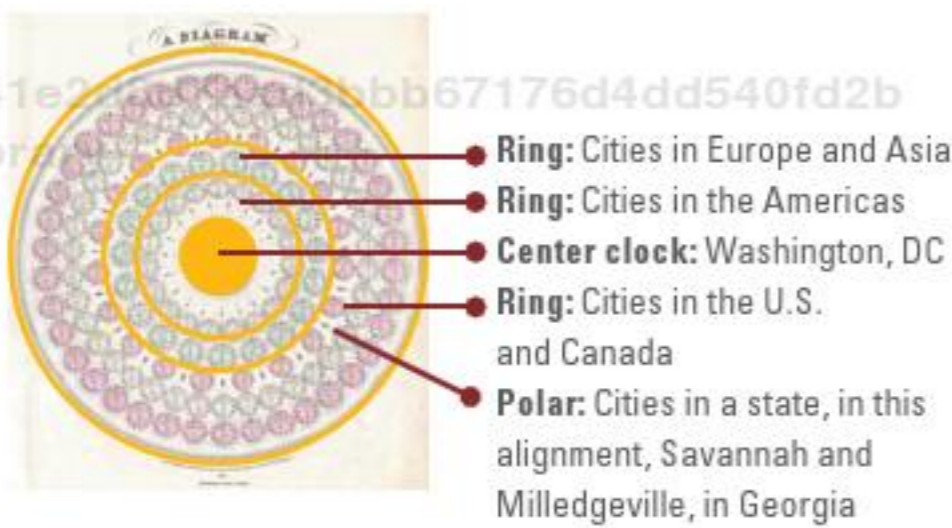 A DIAGRAM
bbb67176d4dd540fd2b
Ring: Cities in Europe and Asia
Ring: Cities in the Americas
Center clock: Washington, DC
Ring: Cities in the U.S.
and Canada
Polar: Cities in a state, in this
alignment, Savannah and
Milledgeville, in Georgia